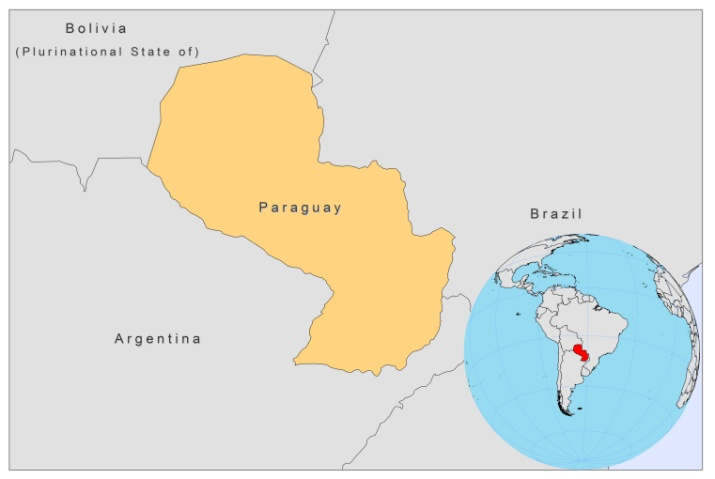 Bolivia
(Plurinational State of)
Paraguay
Brazil
Argentina